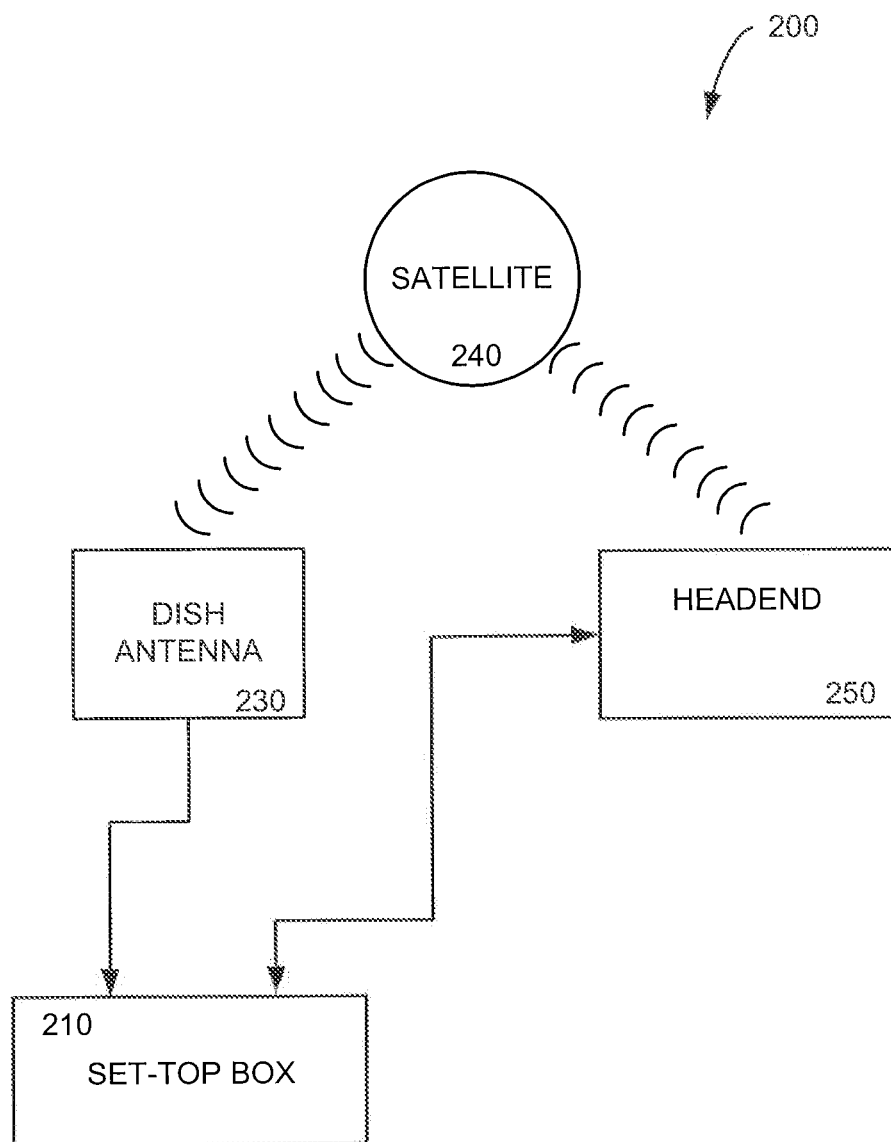 200
SATELLITE
240
DISH
ANTENNA
230
HEADEND
250
210
SET-TOP BOX